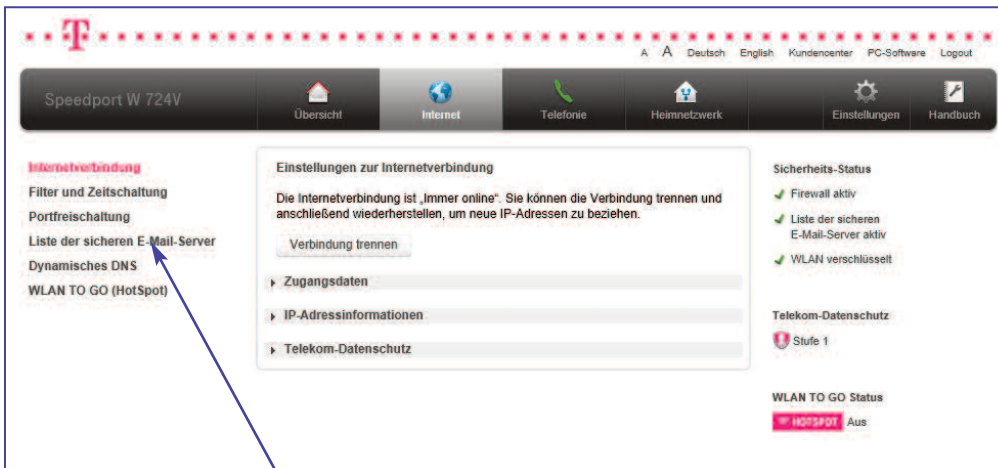 T
A A Deutsch English Kundencenter PC-Software Logout
Speedport W 724V
Übersicht Internet Telefonie Heimnetzwerk Einstellungen Handbuch
Internetverbindung
Filter und Zeitschaltung
Portfreischaltung
Liste der sicheren E-Mail-Server
Dynamisches DNS
WLAN TO GO (HotSpot)
Einstellungen zur Internetverbindung
Die Internetverbindung ist „Immer online“. Sie können die Verbindung trennen und
anschließend wiederherstellen, um neue IP-Adressen zu beziehen.
Verbindung trennen
Zugangsdaten
IP-Adressinformationen
Telekom-Datenschutz
Sicherheits-Status
Firewall aktiv
Liste der sicheren
E-Mail-Server aktiv
WLAN verschlüsselt
Telekom-Datenschutz
Stufe 1
WLAN TO GO Status
HOTSPOT Aus